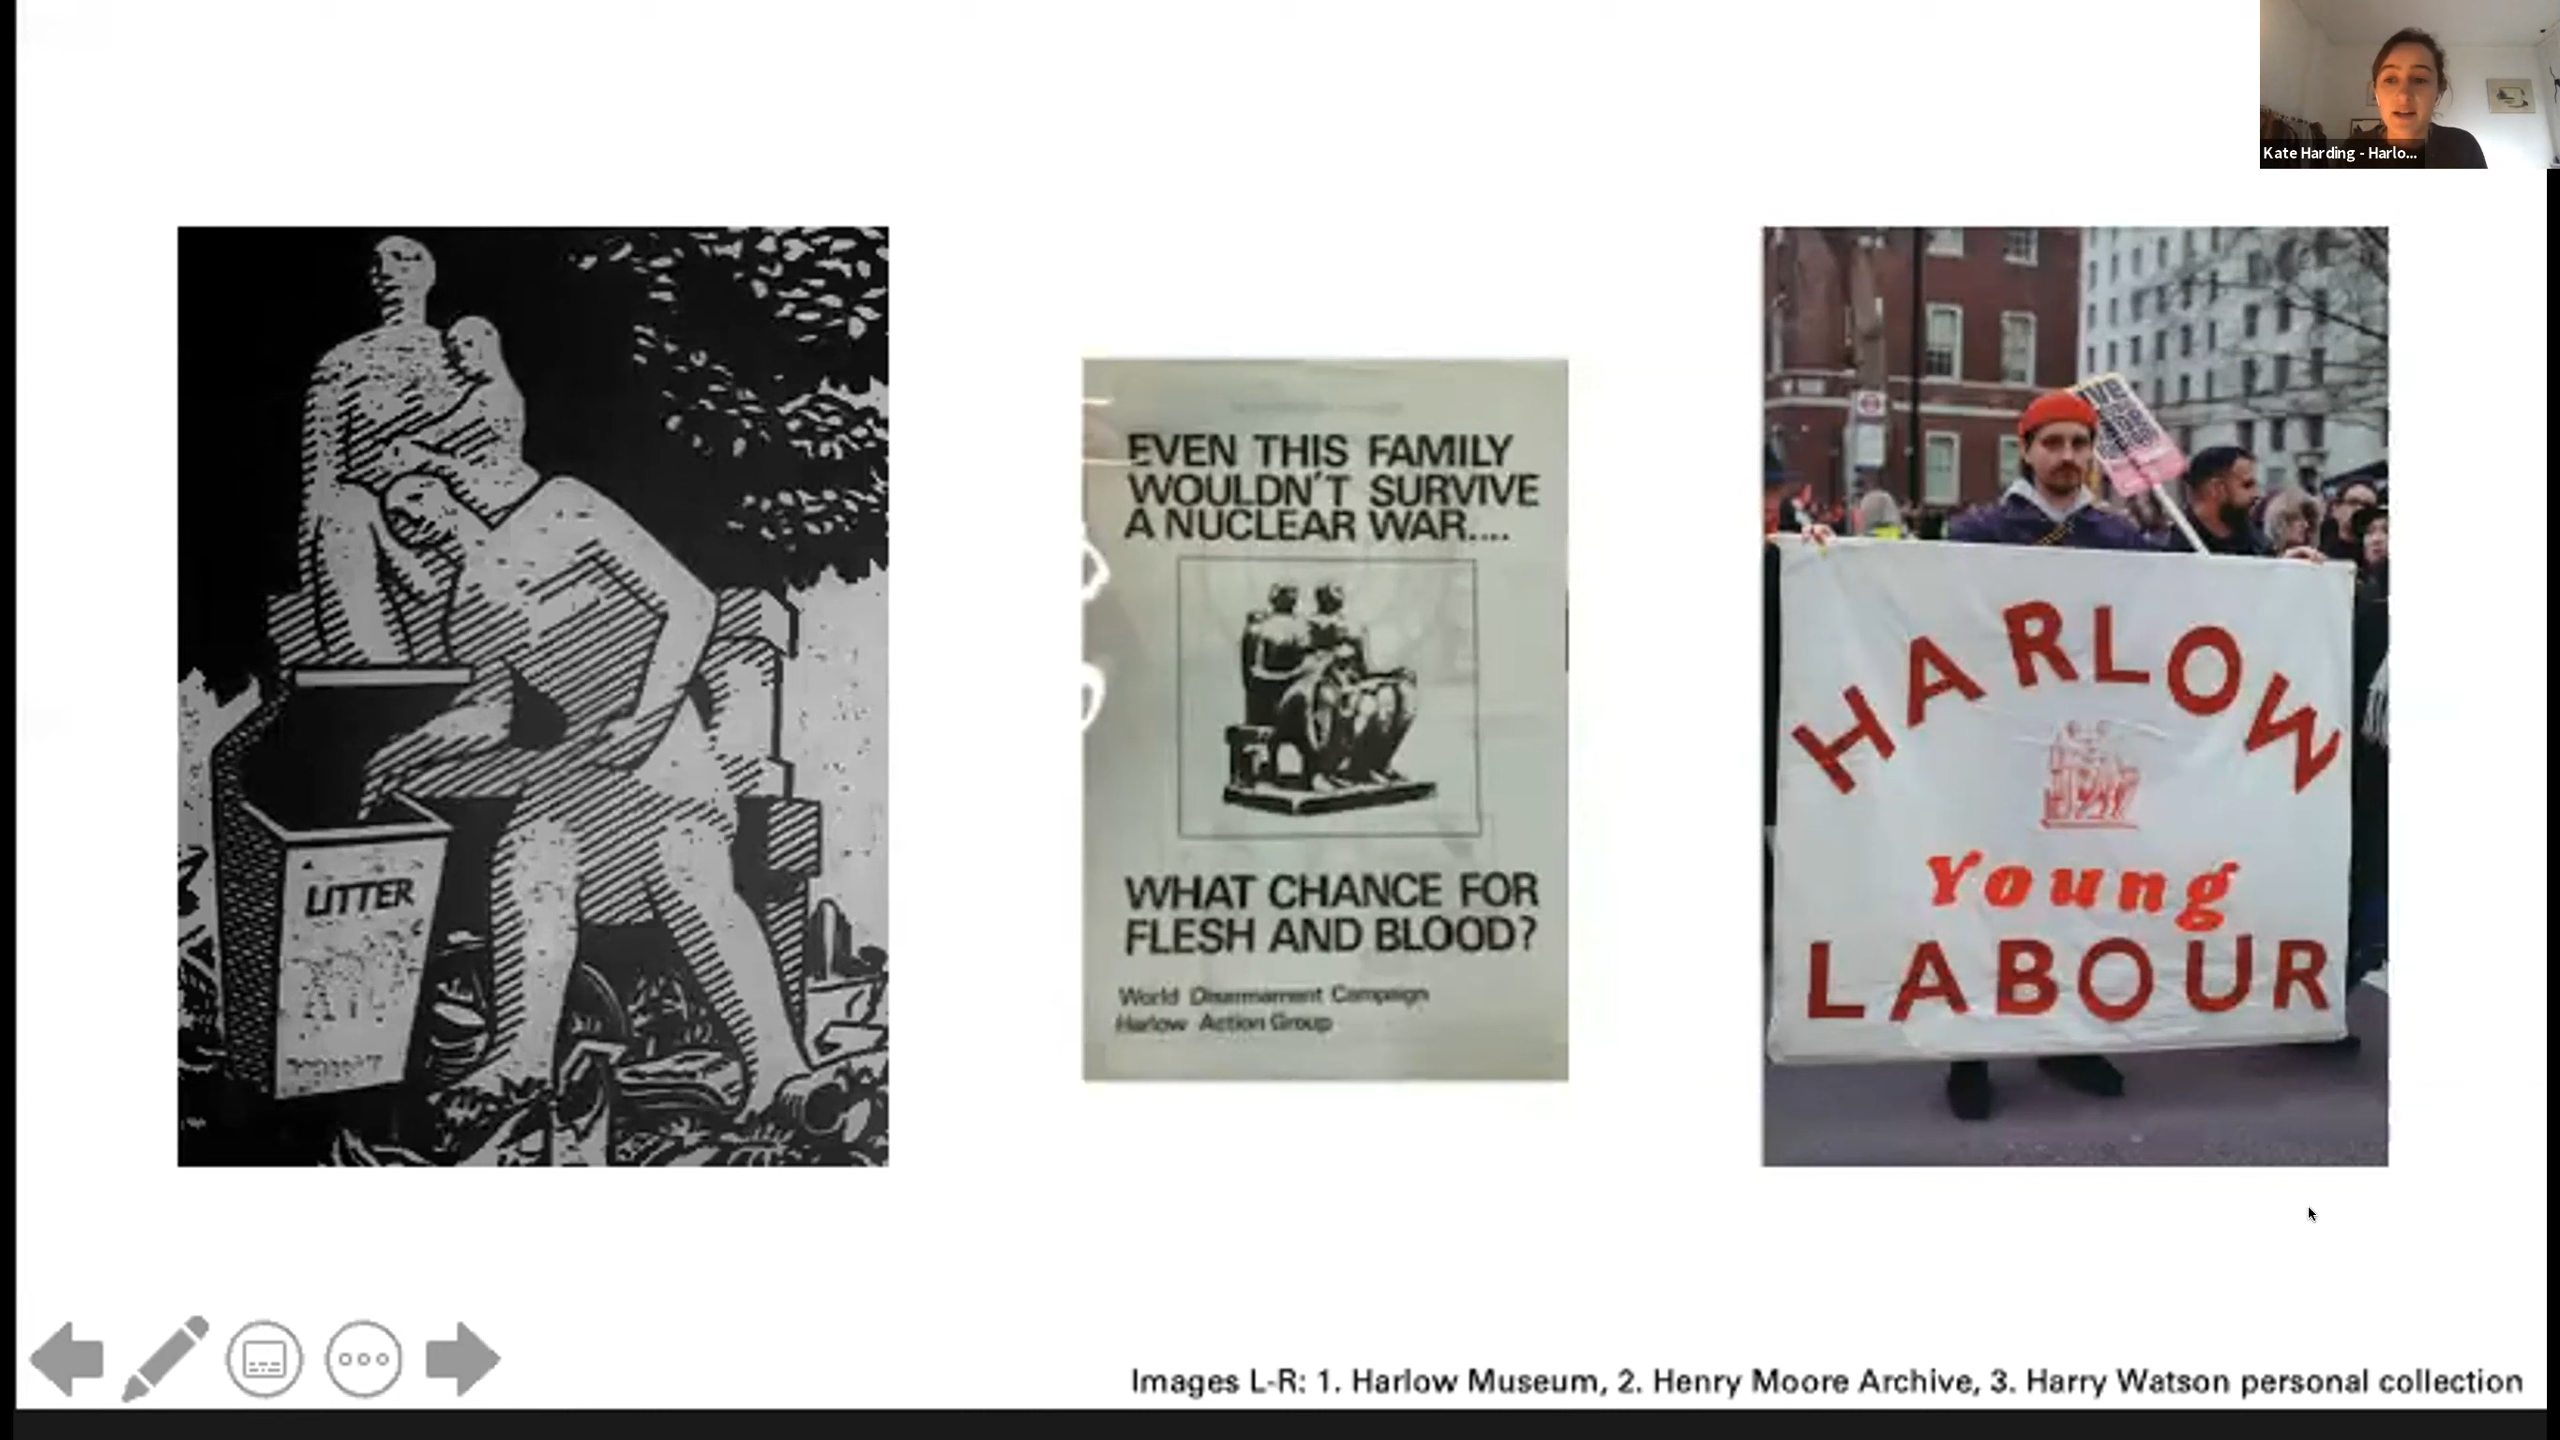 Kate Harding - Harlo...
LITTER
EVEN THIS FAMILY
WOULDN'T SURVIVE
A NUCLEAR WAR....
WHAT CHANCE FOR
FLESH AND BLOOD?
World Disarmament Campaign
Harlow Action Group
HARLOW
Young
LABOUR
Images L-R: 1. Harlow Museum, 2. Henry Moore Archive, 3. Harry Watson personal collection